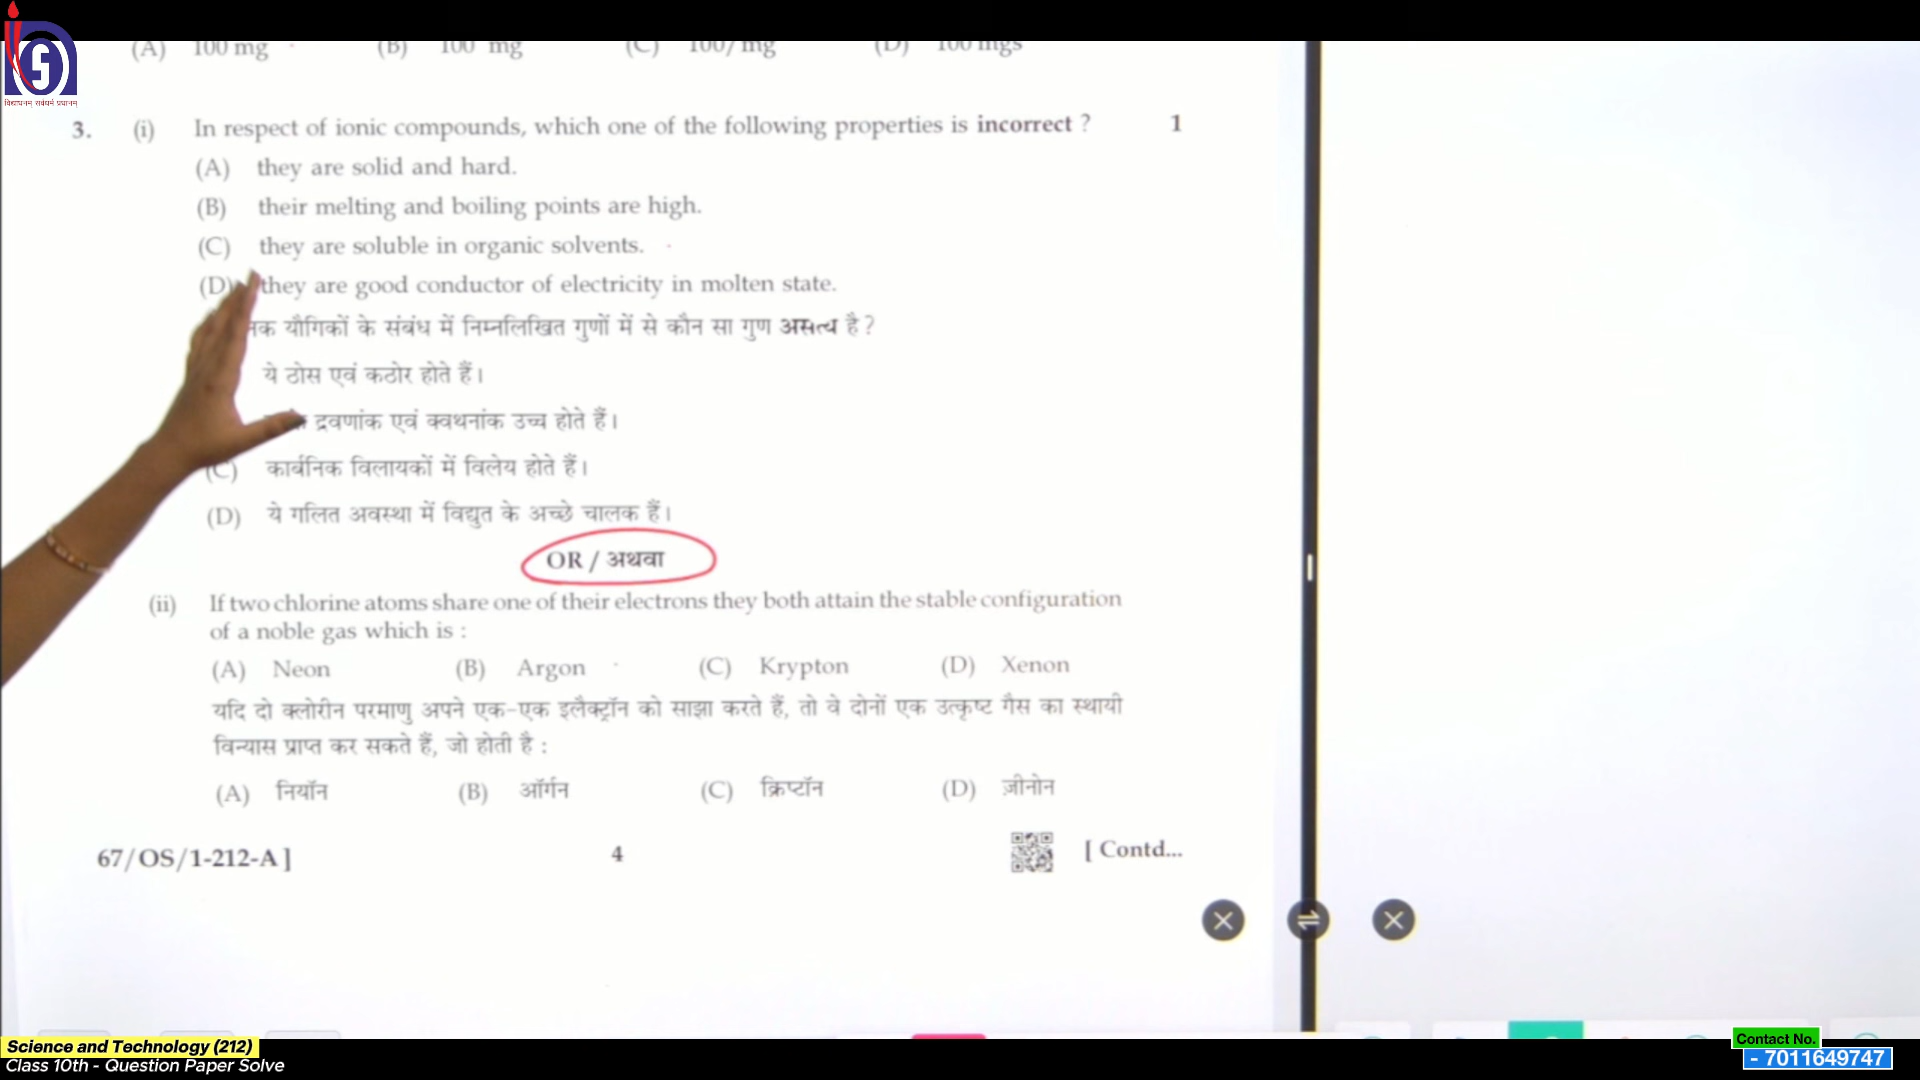 S
विद्याधनम् सर्वधर्म प्रधानम्
(A) 100 mg (B) 100 mg (C) 100/mg (D) 100 mgs
3. (i) In respect of ionic compounds, which one of the following properties is incorrect ? 1
(A) they are solid and hard.
(B) their melting and boiling points are high.
(C) they are soluble in organic solvents.
(D) they are good conductor of electricity in molten state.
यौगिकों के संबंध में निम्नलिखित गुणों में से कौन सा गुण असत्य है ?
ये ठोस एवं कठोर होते हैं।
द्रवणांक एवं क्वथनांक उच्च होते हैं।
(C) कार्बनिक विलायकों में विलेय होते हैं।
(D) ये गलित अवस्था में विद्युत के अच्छे चालक हैं।
OR / अथवा
(ii) If two chlorine atoms share one of their electrons they both attain the stable configuration
of a noble gas which is :
(A) Neon (B) Argon (C) Krypton (D) Xenon
यदि दो क्लोरीन परमाणु अपने एक-एक इलैक्ट्रॉन को साझा करते हैं, तो वे दोनों एक उत्कृष्ट गैस का स्थायी
विन्यास प्राप्त कर सकते हैं, जो होती है :
(A) नियॉन (B) ऑर्गन (C) क्रिप्टॉन (D) ज़ीनोन
67/OS/1-212-A ] 4 [ Contd...
Science and Technology (212)
Class 10th - Question Paper Solve
Contact No.
- 7011649747